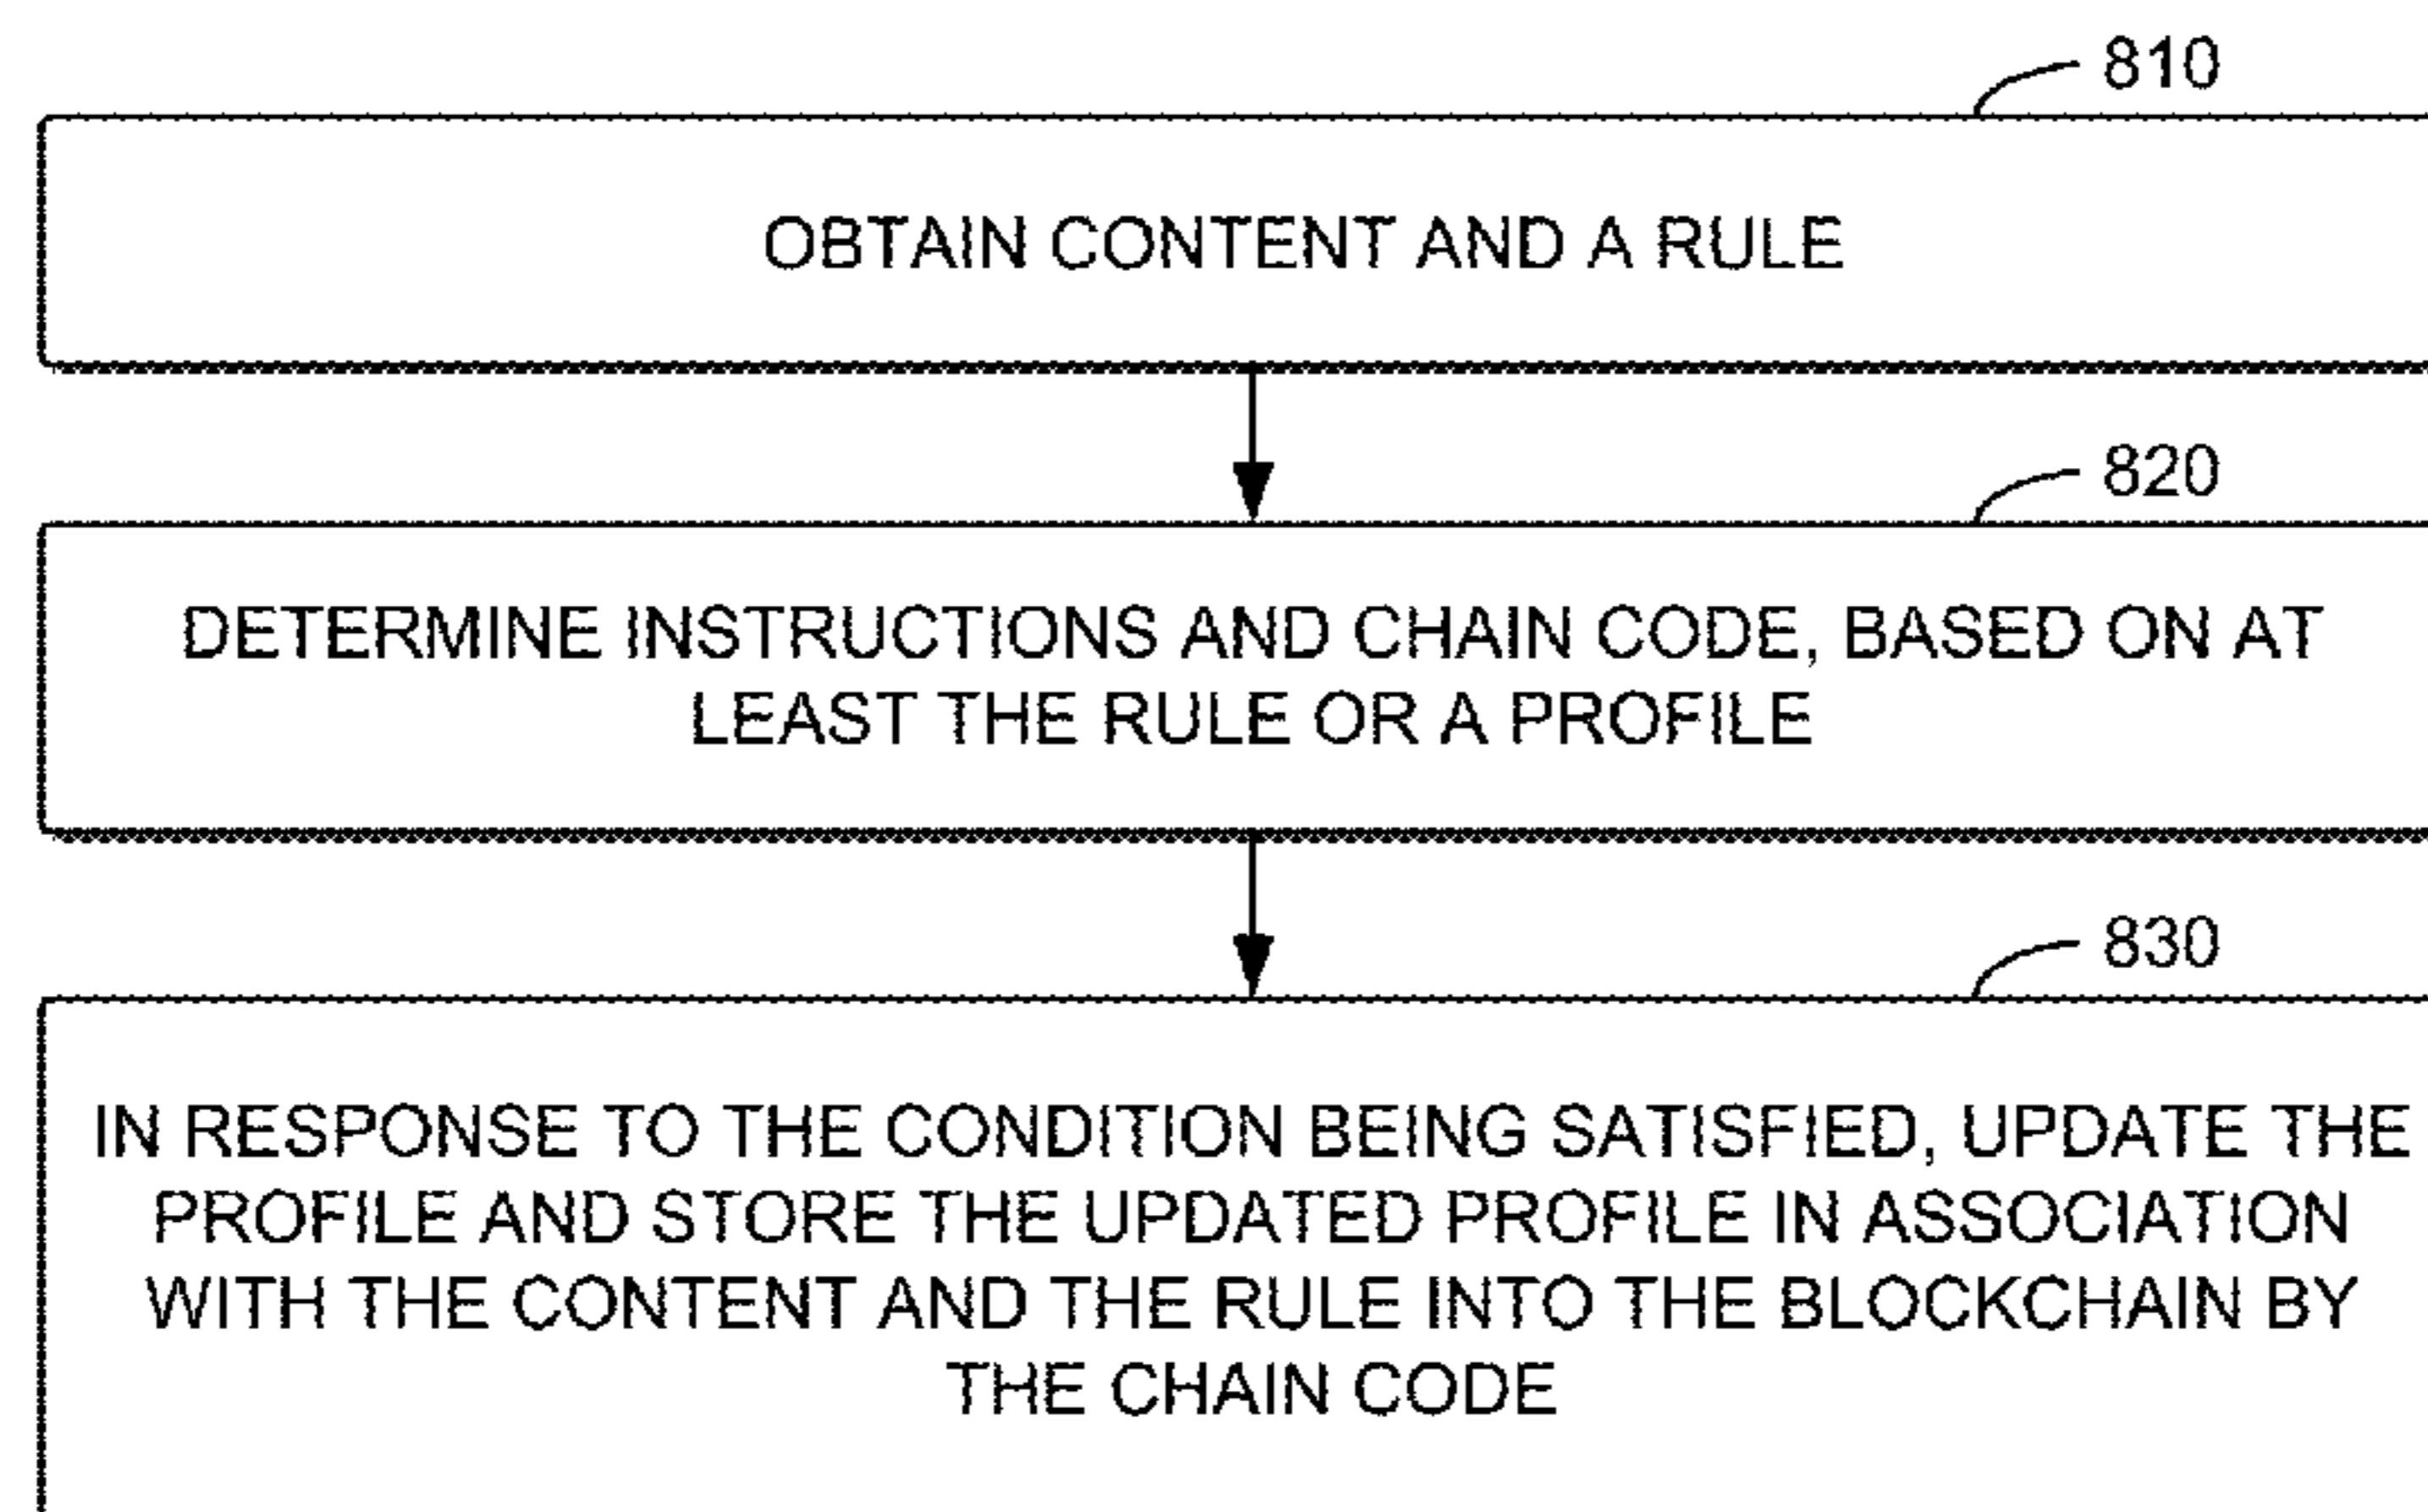 810
OBTAIN CONTENT AND A RULE
820
DETERMINE INSTRUCTIONS AND CHAIN CODE, BASED ON AT
LEAST THE RULE OR A PROFILE
830
IN RESPONSE TO THE CONDITION BEING SATISFIED, UPDATE THE
PROFILE AND STORE THE UPDATED PROFILE IN ASSOCIATION
WITH THE CONTENT AND THE RULE INTO THE BLOCKCHAIN BY
THE CHAIN CODE